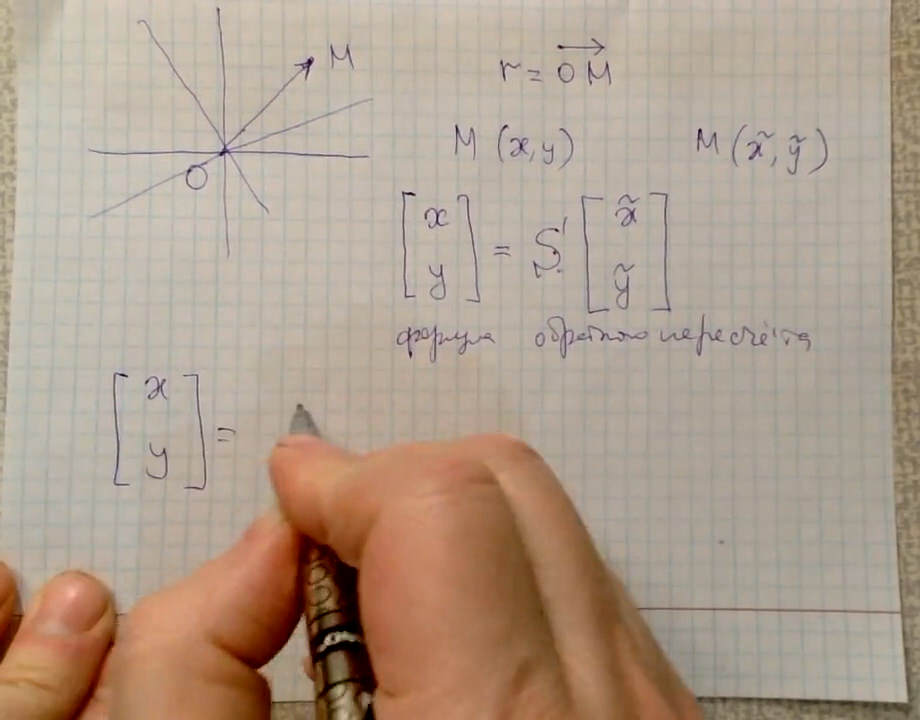 M
r = OM
O
M (x, y) M (x̃, ỹ)
[x y] = S [x̃ ỹ]
формула обратного пересчёта
[x y] =